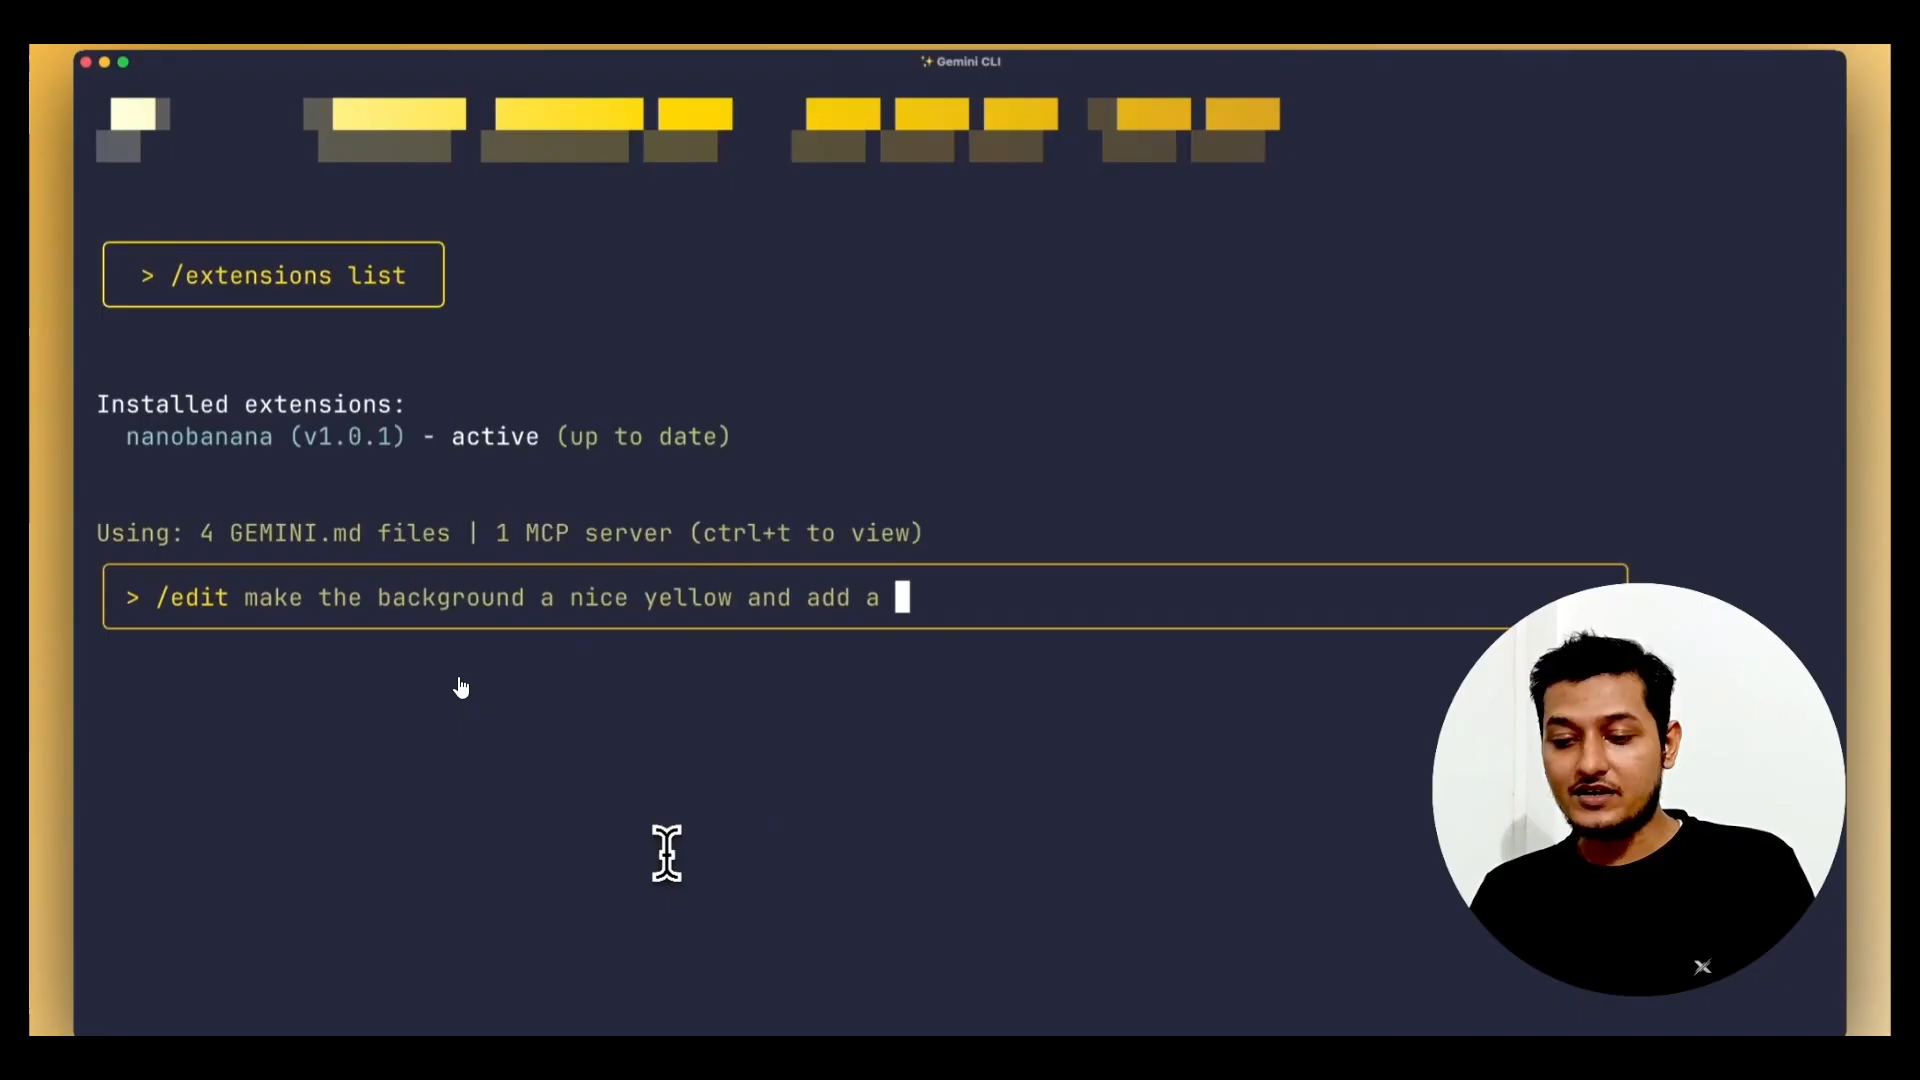 ✨ Gemini CLI
> /extensions list
Installed extensions:
nanobanana (v1.0.1) - active (up to date)
Using: 4 GEMINI.md files | 1 MCP server (ctrl+t to view)
> /edit make the background a nice yellow and add a